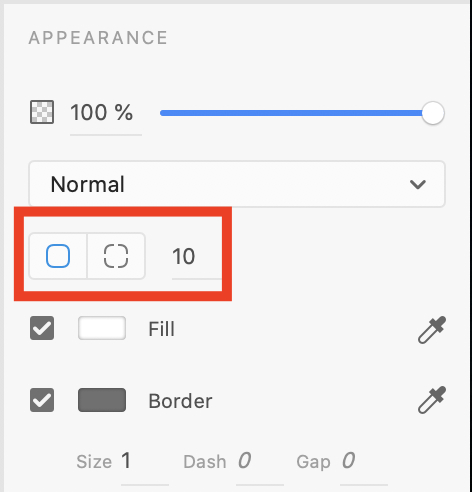 APPEARANCE
100 %
Normal
10
Fill
Border
Size 1 Dash 0 Gap 0